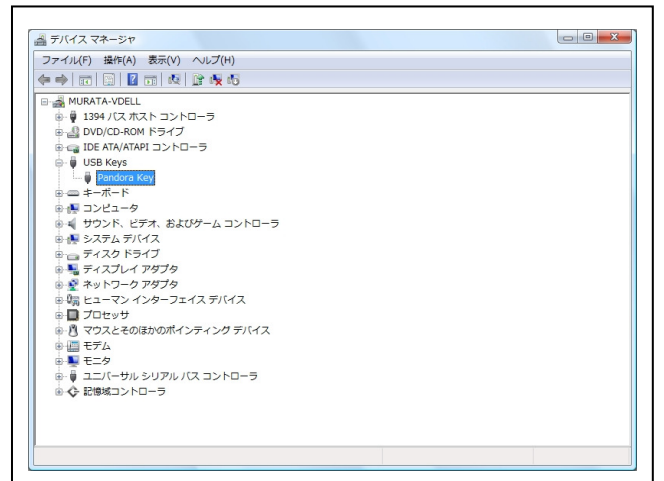 デバイス マネージャ
ファイル(F) 操作(A) 表示(V) ヘルプ(H)
MURATA-VDELL
1394 バス ホスト コントローラ
DVD/CD-ROM ドライブ
IDE ATA/ATAPI コントローラ
USB Keys
Pandora Key
キーボード
コンピュータ
サウンド、ビデオ、およびゲーム コントローラ
システム デバイス
ディスク ドライブ
ディスプレイ アダプタ
ネットワーク アダプタ
ヒューマン インターフェイス デバイス
プロセッサ
マウスとそのほかのポインティング デバイス
モデム
モニタ
ユニバーサル シリアル バス コントローラ
記憶域コントローラ